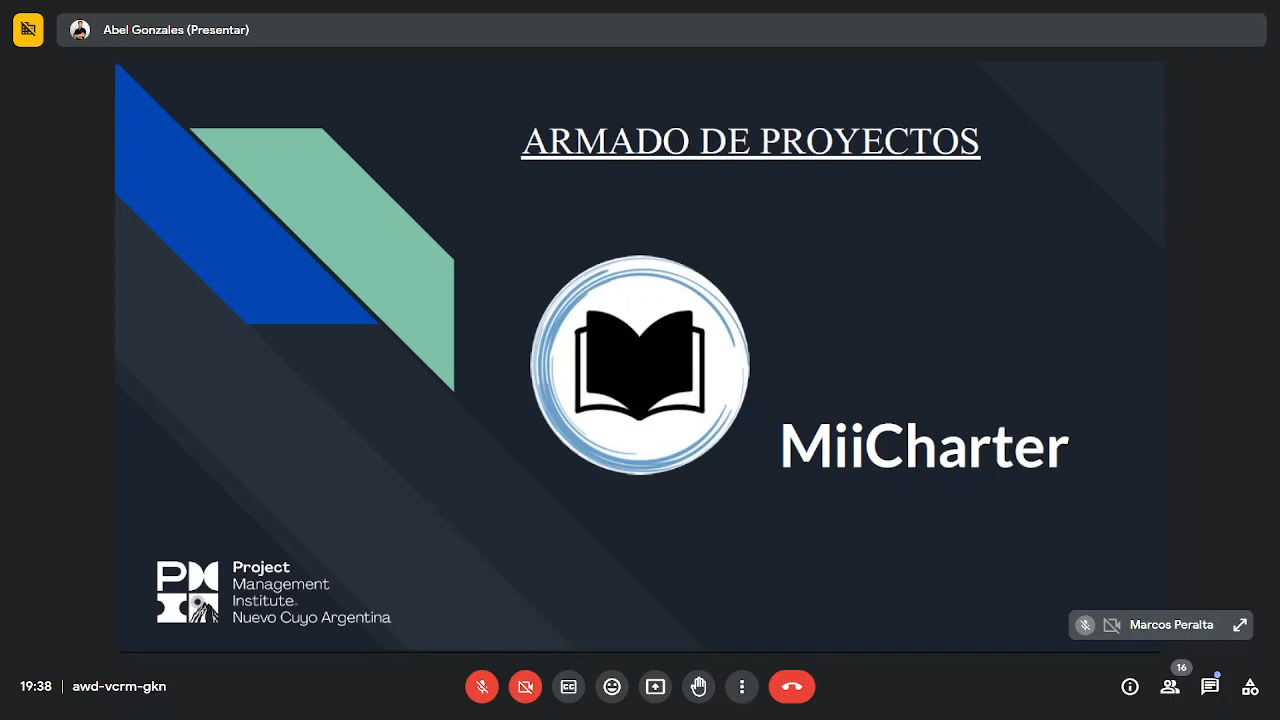 Abel Gonzales (Presentar)
ARMADO DE PROYECTOS
MiiCharter
Project
Management
Institute.
Nuevo Cuyo Argentina
Marcos Peralta
16
19:38
awd-vcrm-gkn